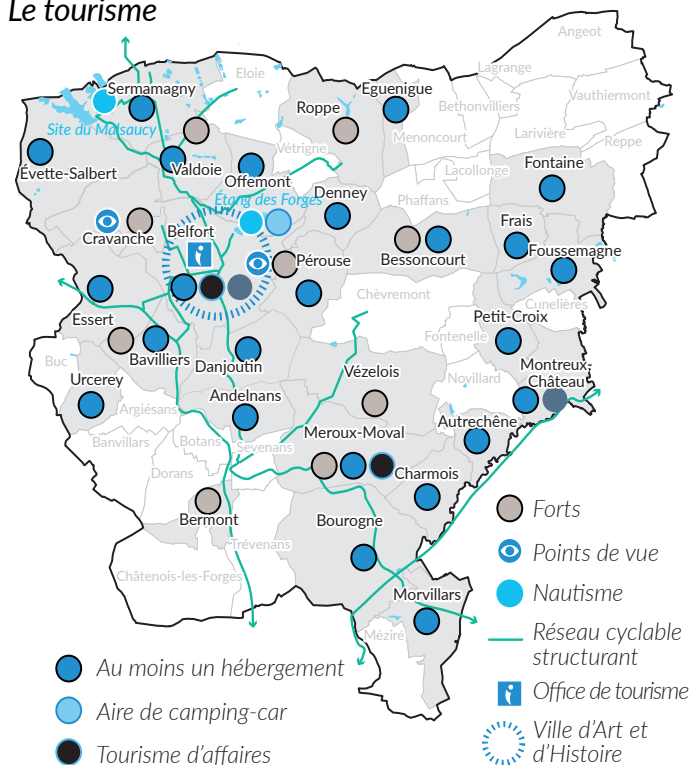 Le tourisme
Angeot
Lagrange
Eloie
Sermamagny
Eguenigue
Vauthiermont
Roppe
Bethonvilliers
Site du Malsaucy
Larivière
Menoncourt
Reppe
Vétrigne
Fontaine
Évette-Salbert
Valdoie
Lacollonge
Offemont
Denney
Étang des Forges
Phaffans
Frais
Cravanche
Belfort
Foussemagne
Pérouse
Bessoncourt
Chèvremont
Cunelières
Petit-Croix
Essert
Fontenelle
Bavilliers
Buc
Danjoutin
Vézelois
Montreux-
Château
Urcerey
Novillard
Andelnans
Argiésans
Autrechêne
Meroux-Moval
Banvillars
Botans
Sevenans
Dorans
Charmois
Forts
Bermont
Bourogne
Trévenans
Points de vue
Châtenois-les-Forges
Nautisme
Morvillars
Méziré
Réseau cyclable
structurant
Au moins un hébergement
Office de tourisme
Aire de camping-car
Ville d'Art et
d'Histoire
Tourisme d'affaires